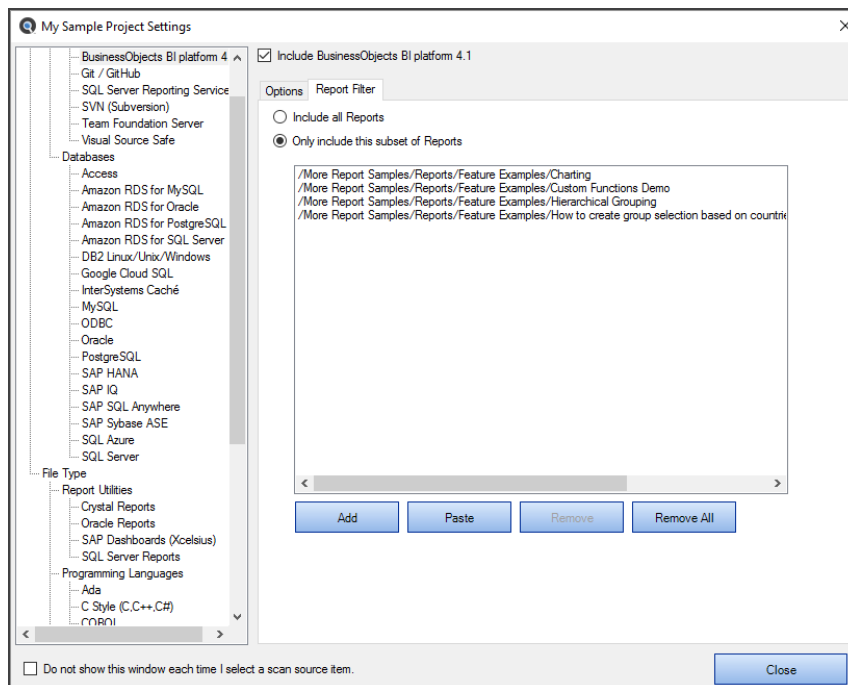 My Sample Project Settings
BusinessObjects BI platform 4
Git / GitHub
SQL Server Reporting Service
SVN (Subversion)
Team Foundation Server
Visual Source Safe
Databases
Access
Amazon RDS for MySQL
Amazon RDS for Oracle
Amazon RDS for PostgreSQL
Amazon RDS for SQL Server
DB2 Linux/Unix/Windows
Google Cloud SQL
InterSystems Caché
MySQL
ODBC
Oracle
PostgreSQL
SAP HANA
SAP IQ
SAP SQL Anywhere
SAP Sybase ASE
SQL Azure
SQL Server
File Type
Report Utilities
Crystal Reports
Oracle Reports
SAP Dashboards (Xcelsius)
SQL Server Reports
Programming Languages
Ada
C Style (C,C++,C#)
COBOL
Include BusinessObjects BI platform 4.1
Options Report Filter
Include all Reports
Only include this subset of Reports
/More Report Samples/Reports/Feature Examples/Charting
/More Report Samples/Reports/Feature Examples/Custom Functions Demo
/More Report Samples/Reports/Feature Examples/Hierarchical Grouping
/More Report Samples/Reports/Feature Examples/How to create group selection based on countrie
Add Paste Remove Remove All
Do not show this window each time I select a scan source item.
Close